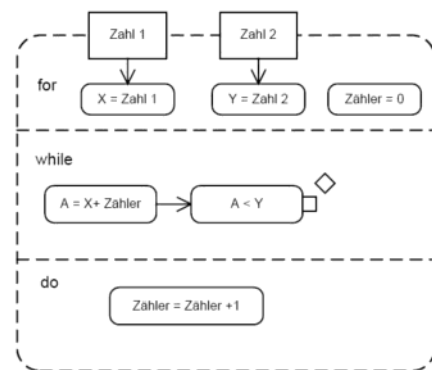 Zahl 1
Zahl 2
for
X = Zahl 1
Y = Zahl 2
Zähler = 0
while
A = X+ Zähler
A < Y
do
Zähler = Zähler +1